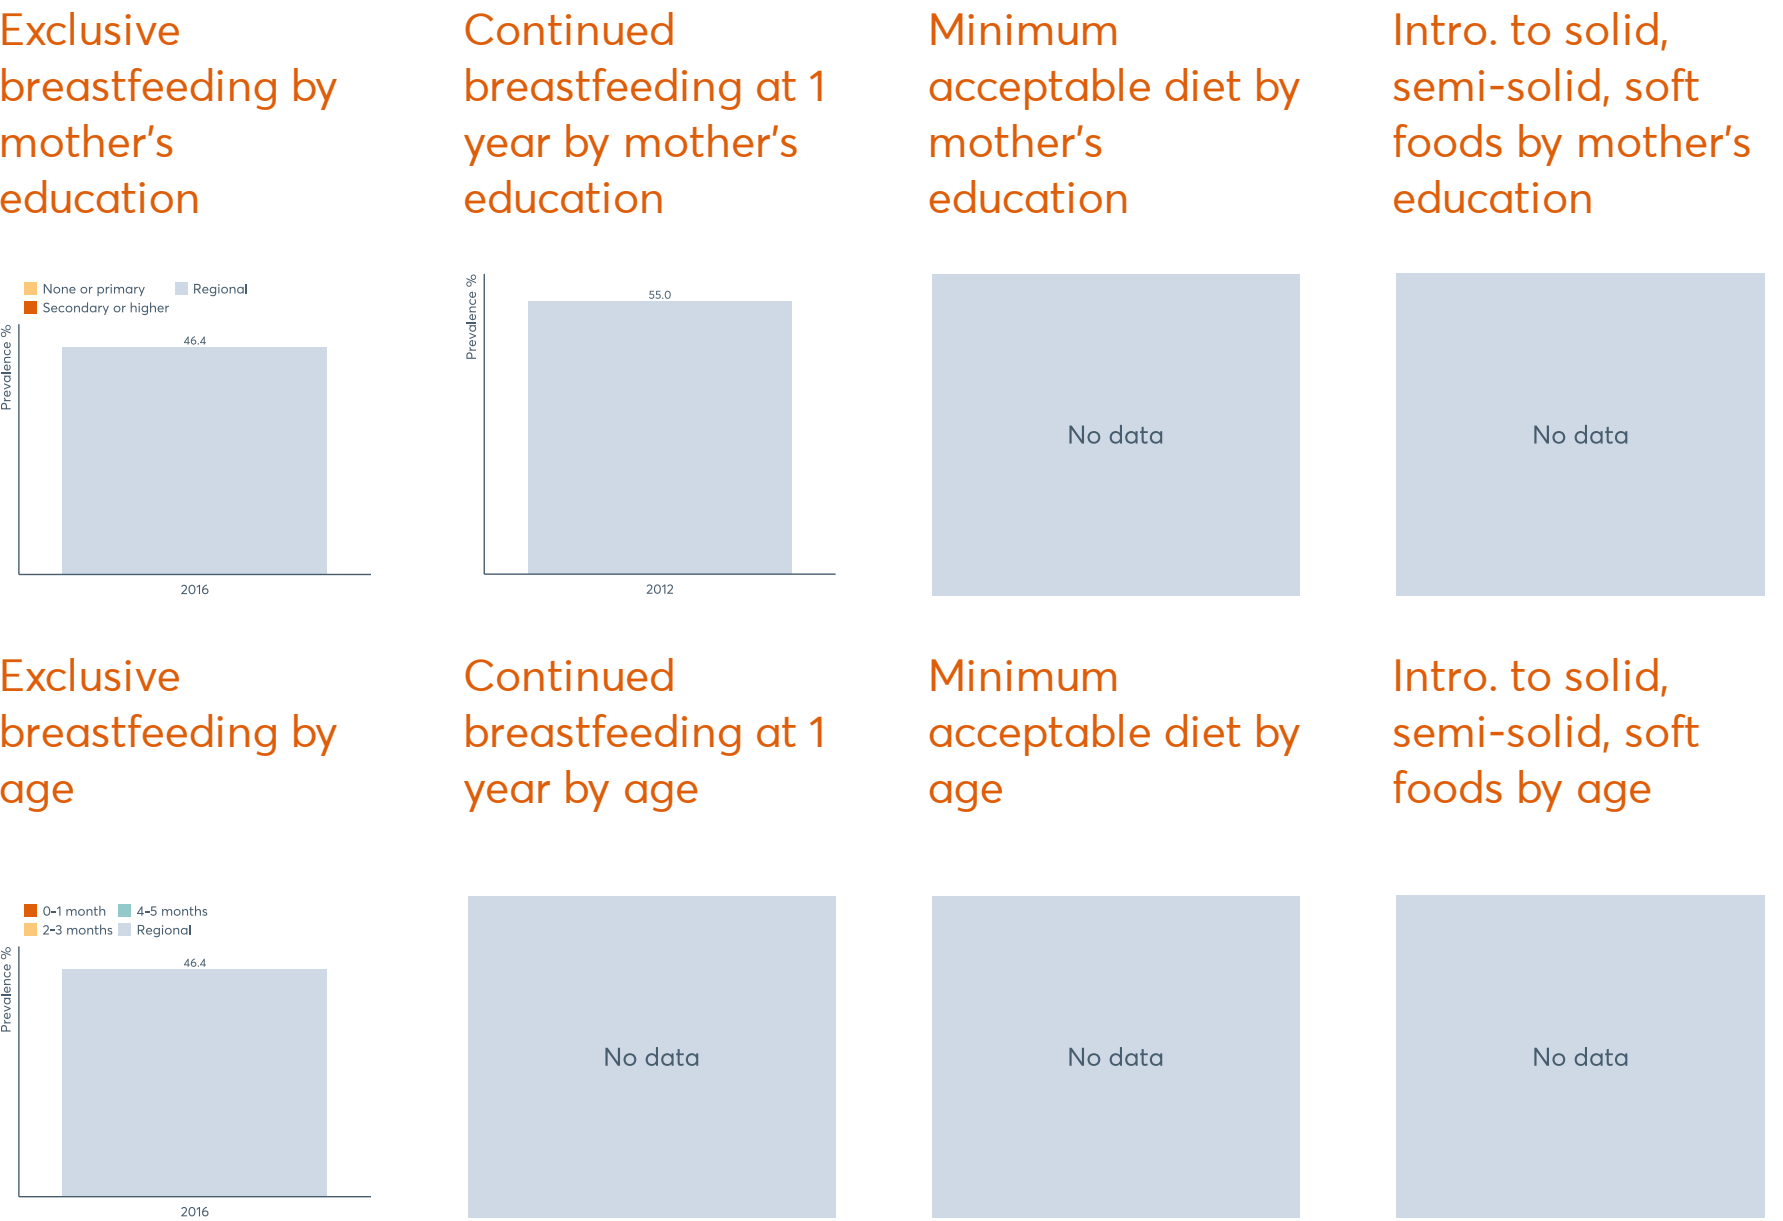 Exclusive
breastfeeding by
mother's
education
Continued
breastfeeding at 1
year by mother's
education
Minimum
acceptable diet by
mother's
education
Intro. to solid,
semi-solid, soft
foods by mother's
education
None or primary
Regional
Secondary or higher
Prevalence %
46.4
2016
Prevalence %
55.0
2012
No data
No data
Exclusive
breastfeeding by
age
Continued
breastfeeding at 1
year by age
Minimum
acceptable diet by
age
Intro. to solid,
semi-solid, soft
foods by age
0-1 month
4-5 months
2-3 months
Regional
Prevalence %
46.4
2016
No data
No data
No data